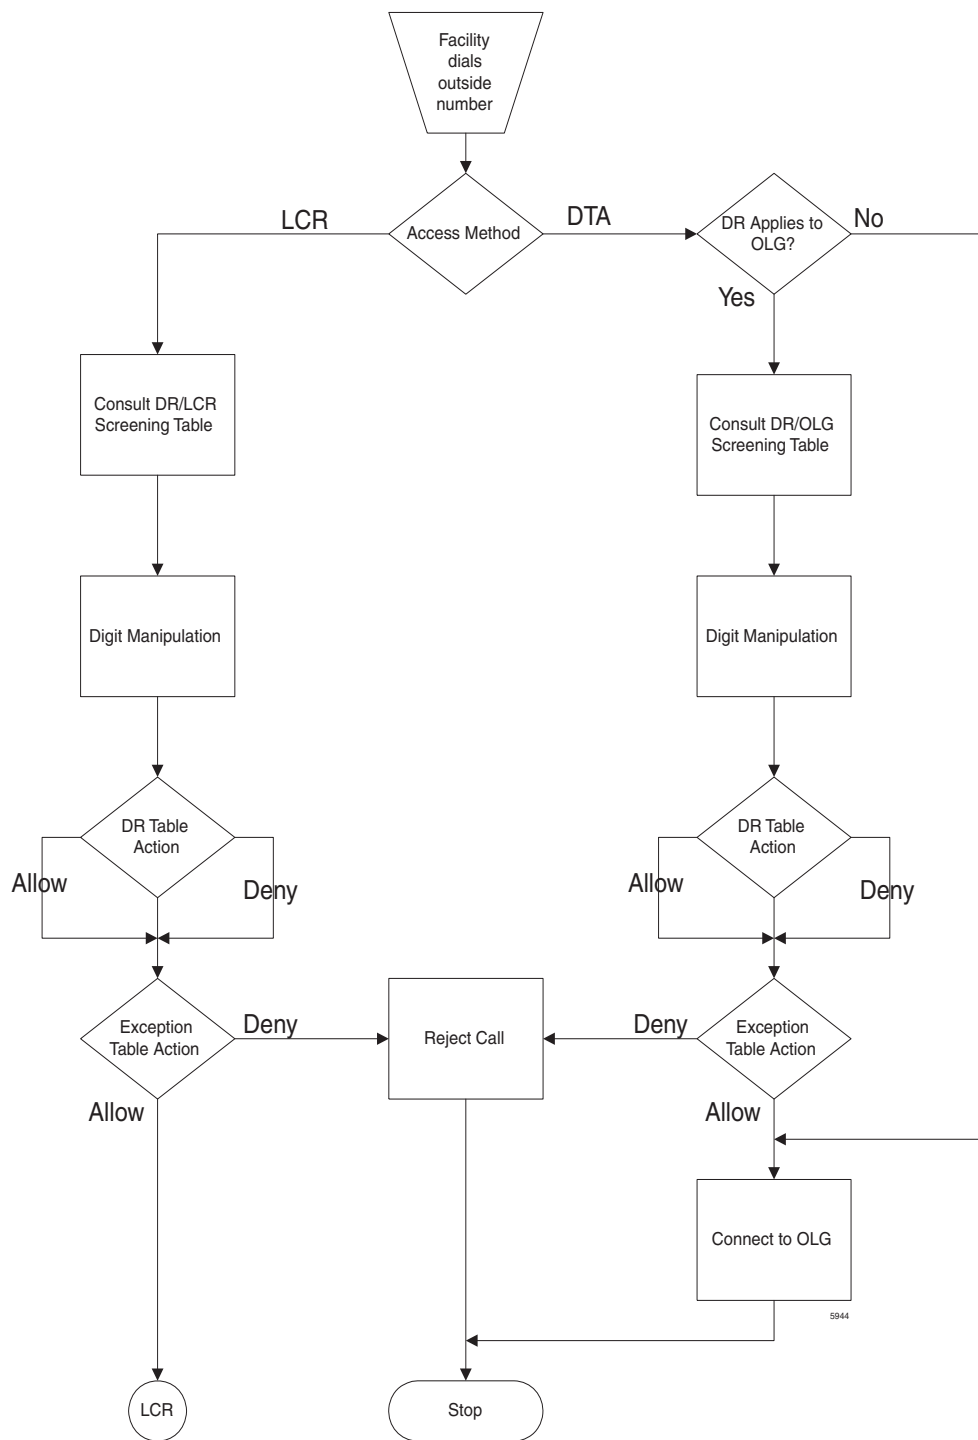 Facility
dials
outside
number
LCR
Access Method
DTA
DR Applies to
OLG?
No
Yes
Consult DR/LCR
Screening Table
Consult DR/OLG
Screening Table
Digit Manipulation
Digit Manipulation
DR Table
Action
Allow
Deny
DR Table
Action
Allow
Deny
Exception
Table Action
Deny
Reject Call
Deny
Exception
Table Action
Allow
Allow
Connect to OLG
5944
LCR
Stop